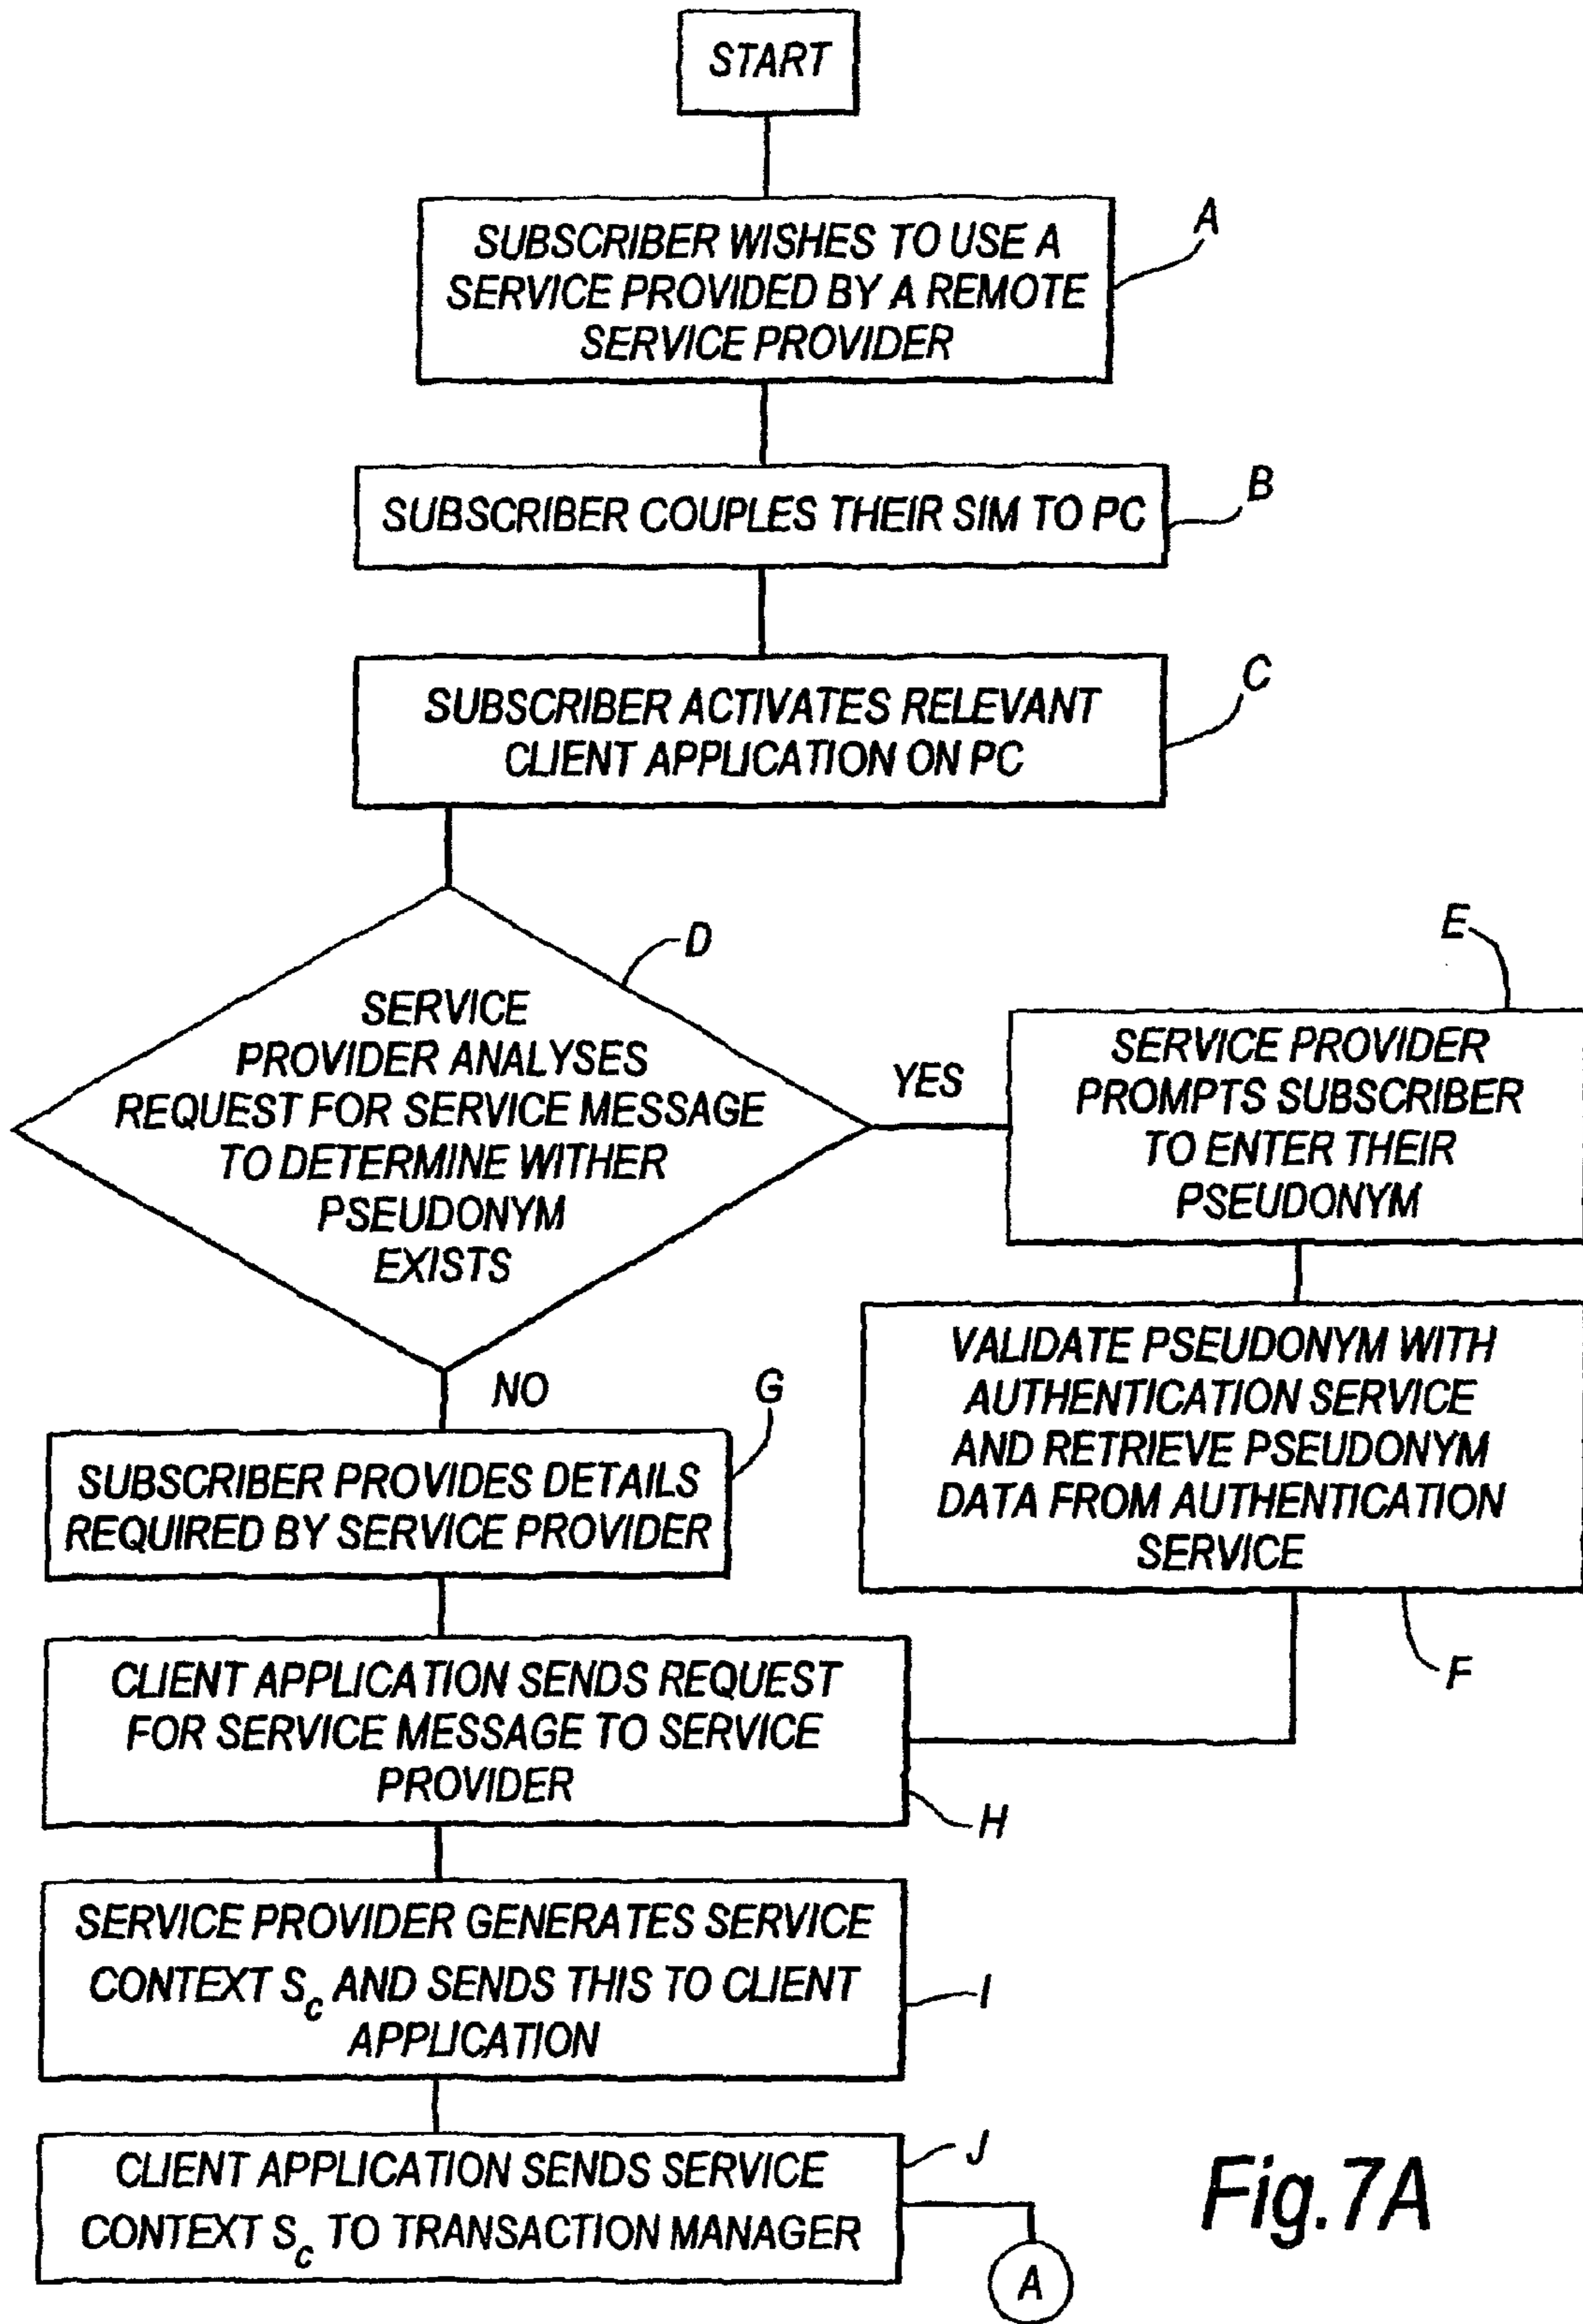 START
SUBSCRIBER WISHES TO USE A
SERVICE PROVIDED BY A REMOTE
SERVICE PROVIDER
A
SUBSCRIBER COUPLES THEIR SIM TO PC
B
SUBSCRIBER ACTIVATES RELEVANT
CLIENT APPLICATION ON PC
C
SERVICE
PROVIDER ANALYSES
REQUEST FOR SERVICE MESSAGE
TO DETERMINE WITHER
PSEUDONYM
EXISTS
D
YES
E
SERVICE PROVIDER
PROMPTS SUBSCRIBER
TO ENTER THEIR
PSEUDONYM
VALIDATE PSEUDONYM WITH
AUTHENTICATION SERVICE
AND RETRIEVE PSEUDONYM
DATA FROM AUTHENTICATION
SERVICE
F
NO
G
SUBSCRIBER PROVIDES DETAILS
REQUIRED BY SERVICE PROVIDER
CLIENT APPLICATION SENDS REQUEST
FOR SERVICE MESSAGE TO SERVICE
PROVIDER
H
SERVICE PROVIDER GENERATES SERVICE
CONTEXT Sc AND SENDS THIS TO CLIENT
APPLICATION
I
CLIENT APPLICATION SENDS SERVICE
CONTEXT Sc TO TRANSACTION MANAGER
J
A
Fig.7A